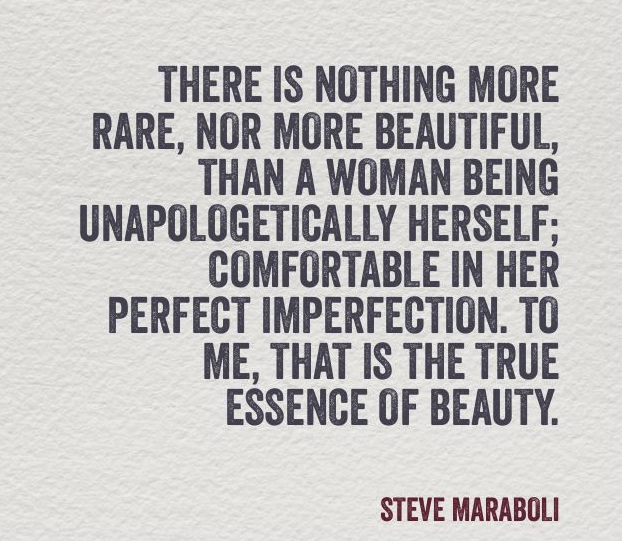 THERE IS NOTHING MORE
RARE, NOR MORE BEAUTIFUL,
THAN A WOMAN BEING
UNAPOLOGETICALLY HERSELF;
COMFORTABLE IN HER
PERFECT IMPERFECTION. TO
ME, THAT IS THE TRUE
ESSENCE OF BEAUTY.
STEVE MARABOLI